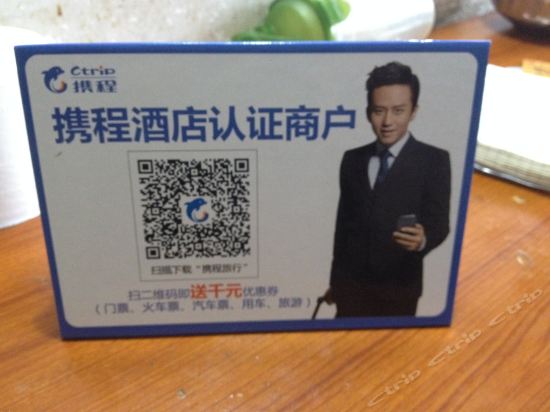 Ctrip
携程
携程酒店认证商户
扫描下载“携程旅行”
扫二维码即送千元优惠券
（门票、火车票、汽车票、用车、旅游）
Ctrip Ctrip Ctrip